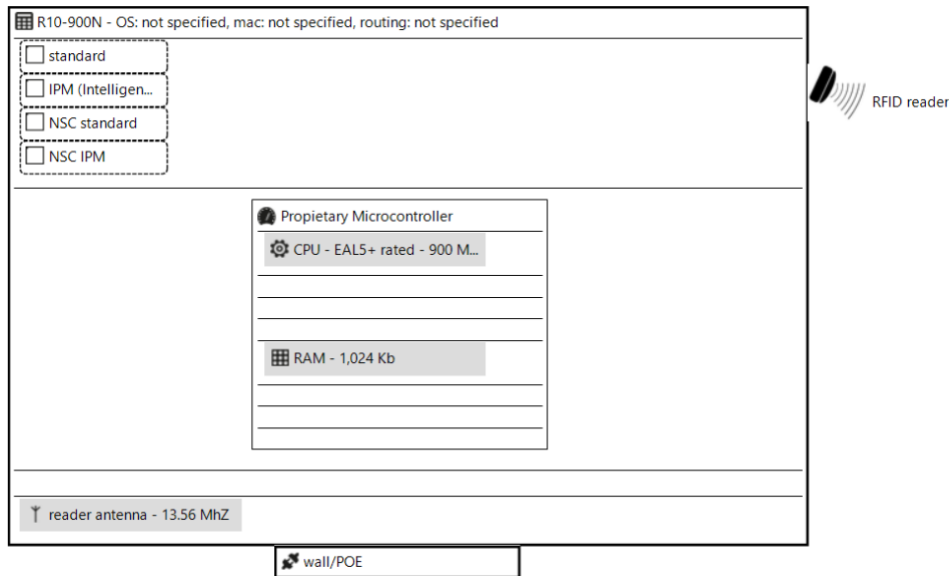 R10-900N - OS: not specified, mac: not specified, routing: not specified
standard
IPM (Intelligen...
NSC standard
NSC IPM
RFID reader
Propietary Microcontroller
CPU - EAL5+ rated - 900 M...
RAM - 1,024 Kb
reader antenna - 13.56 MhZ
wall/POE